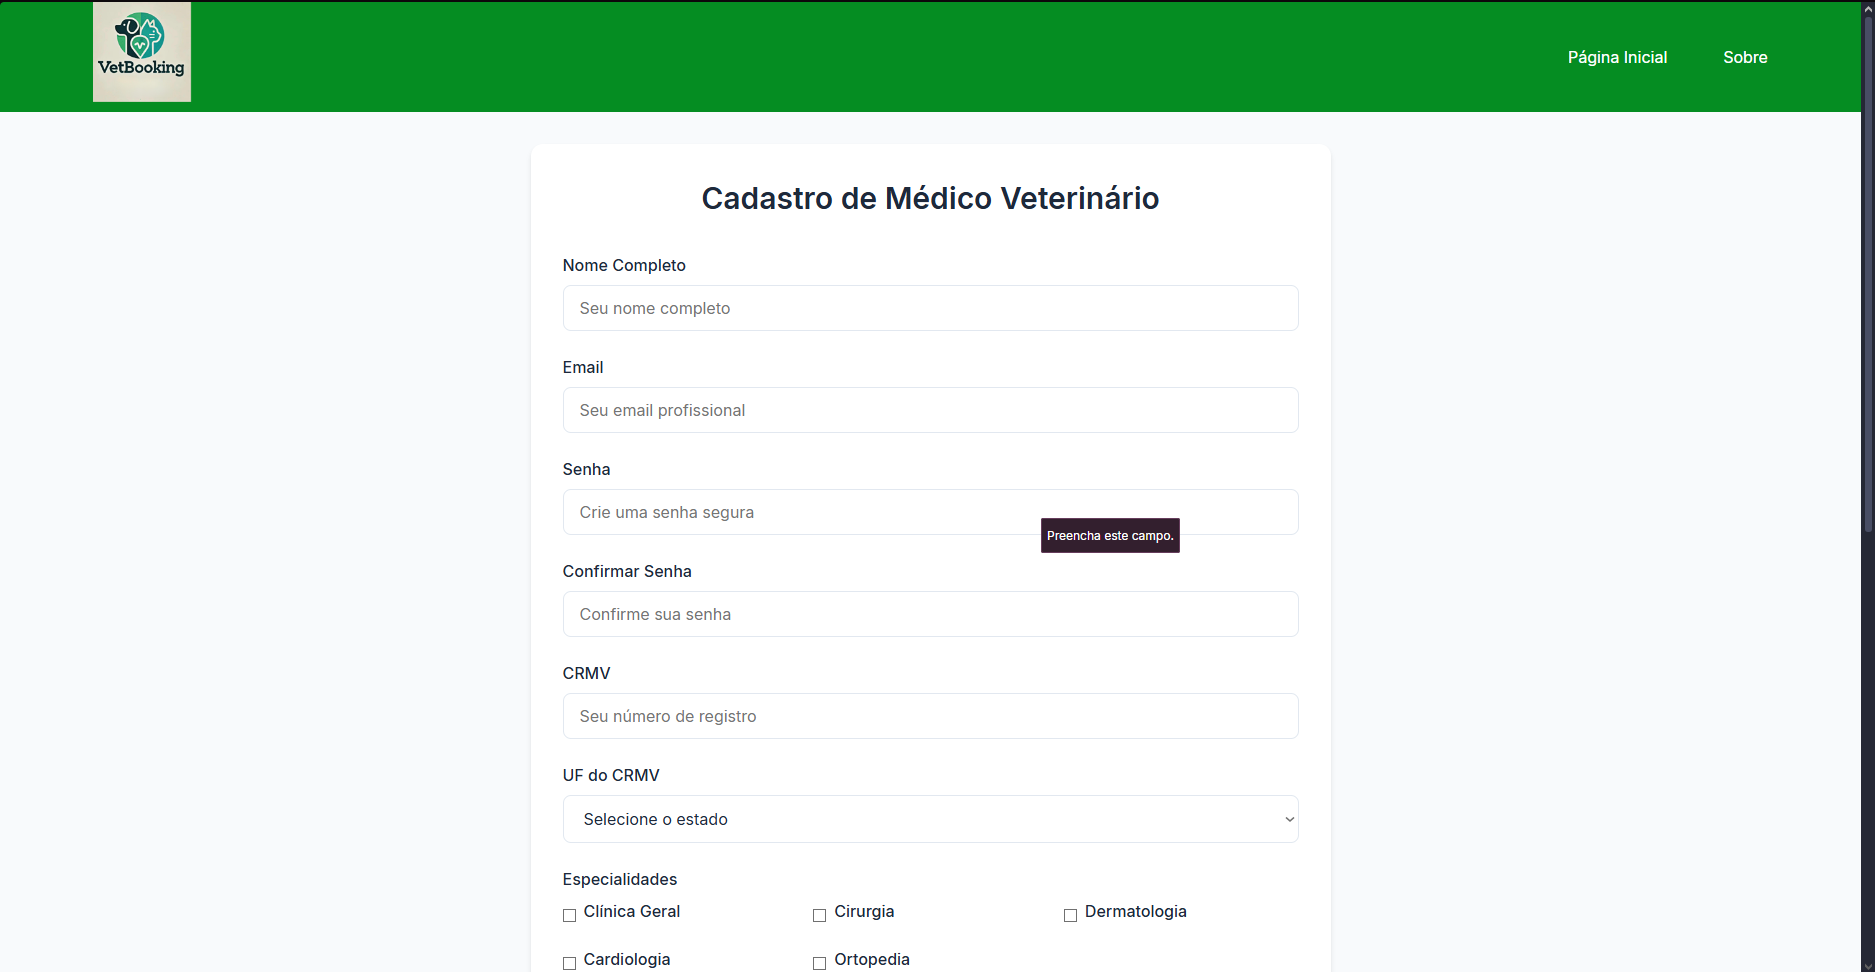 VetBooking
Página Inicial
Sobre
Cadastro de Médico Veterinário
Nome Completo
Seu nome completo
Email
Seu email profissional
Senha
Crie uma senha segura
Preencha este campo.
Confirmar Senha
Confirme sua senha
CRMV
Seu número de registro
UF do CRMV
Selecione o estado
Especialidades
Clínica Geral
Cirurgia
Dermatologia
Cardiologia
Ortopedia